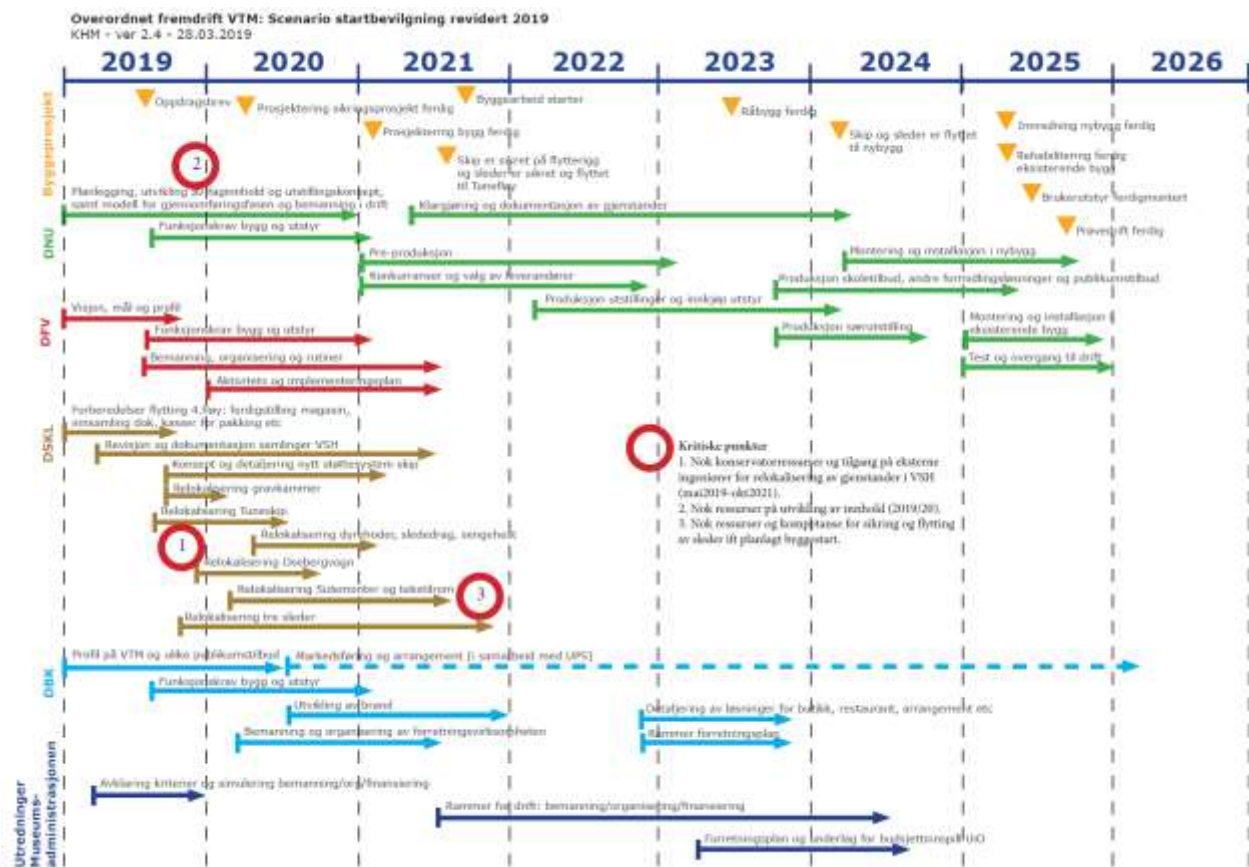 Overordnet fremdrift VTM: Scenario startbevilgning revidert 2019
KHM - ver 2.4 - 28.03.2019
2019 2020 2021 2022 2023 2024 2025 2026
Byggeprosjekt
Oppdragsbrev
Prosjektering sikringsprosjekt ferdig
Byggearbeid starter
Prosjektering bygg ferdig
Skip er sikret på flytterigg
og sleder er sikret og flyttet
til Tunefløy
Råbygg ferdig
Skip og sleder er flyttet
til nybygg
Innredning nybygg ferdig
Rehabilitering ferdig
eksisterende bygg
Brukerutstyr ferdigmontert
Prøvedrift ferdig
2
DNU
Planlegging, utvikling av fagenhold og utstillingskonsept,
samt modell for gjennomføringsfasen og bemanning i drift
Klargjøring og dokumentasjon av gjenstander
Funksjonskrav bygg og utstyr
Pre-produksjon
Montering og installasjon i nybygg
Konkurranser og valg av leverandører
Produksjon skoletilbud, andre formidlingsløsninger og publikumstilbud
Produksjon utstillinger og innkjøp utstyr
Produksjon særutstilling
Montering og installasjon i
eksisterende bygg
Test og overgang til drift
DFV
Visjon, mål og profil
Funksjonskrav bygg og utstyr
Bemanning, organisering og rutiner
Aktivitets og implementeringsplan
DSKL
Forberedelser flytting 4.fløy: ferdigstilling magasin,
innsamling dok, kasser for pakking etc
Revisjon og dokumentasjon samlinger VSH
Konsept og detaljering nytt støttesystem skip
Relokalisering gravkammer
Relokalisering Tuneskip
Relokalisering dyrehoder, slededrag, sengehest
1
Relokalisering Osebergvogn
Relokalisering Sidemonter og tekstilrom
3
Relokalisering tre sleder
Kritiske punkter
1. Nok konservatorressurser og tilgang på eksterne
ingeniører for relokalisering av gjenstander i VSH
(mai2019-okt2021).
2. Nok ressurser på utvikling av innhold (2019/20).
3. Nok ressurser og kompetanse for sikring og flytting
av sleder ift planlagt byggestart.
DBK
Profil på VTM og ulike publikumstilbud
Markedsføring og arrangement [i samarbeid med UPS]
Funksjonskrav bygg og utstyr
Utvikling av brand
Detaljering av løsninger for butikk, restaurant, arrangement etc
Bemanning og organisering av forretningsvirksomheten
Rammer forretningsplan
Utredninger
Museums-
administrasjonen
Avklaring kriterier og simulering bemanning/org/finansiering
Rammer for drift: bemanning/organisering/finansiering
Forretningsplan og underlag for budsjettinnspill UiO